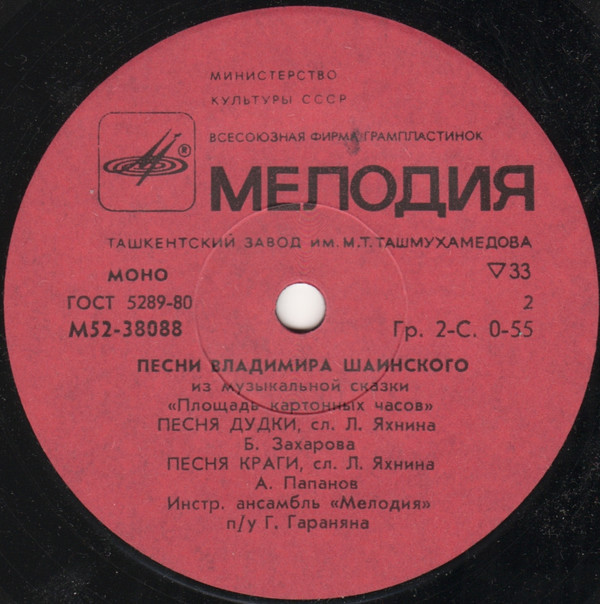 МИНИСТЕРСТВО
КУЛЬТУРЫ СССР
ВСЕСОЮЗНАЯ ФИРМА ГРАМПЛАСТИНОК
®
МЕЛОДИЯ
ТАШКЕНТСКИЙ ЗАВОД ИМ. М.Т. ТАШМУХАМЕДОВА
МОНО ▽33
ГОСТ 5289-80 2
М52-38088 Гр. 2-С. 0-55
ПЕСНИ ВЛАДИМИРА ШАИНСКОГО
из музыкальной сказки
«Площадь картонных часов»
ПЕСНЯ ДУДКИ, сл. Л. Яхнина
Б. Захарова
ПЕСНЯ КРАГИ, сл. Л. Яхнина
А. Папанов
Инстр. ансамбль «Мелодия»
п/у Г. Гараняна